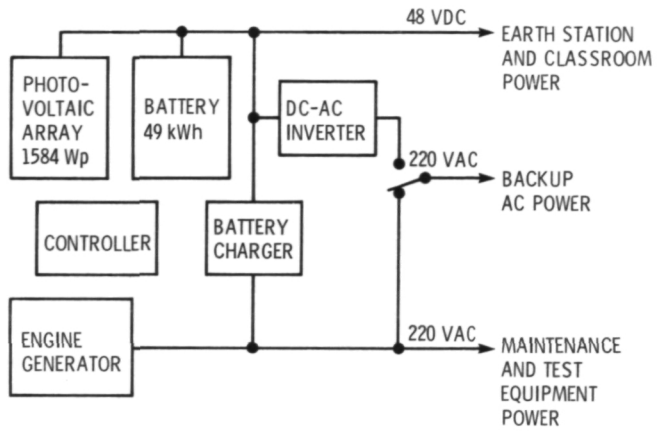 48 VDC
EARTH STATION
AND CLASSROOM
POWER
PHOTO-
VOLTAIC
ARRAY
1584 Wp
BATTERY
49 kWh
DC-AC
INVERTER
220 VAC
BACKUP
AC POWER
CONTROLLER
BATTERY
CHARGER
ENGINE
GENERATOR
220 VAC
MAINTENANCE
AND TEST
EQUIPMENT
POWER